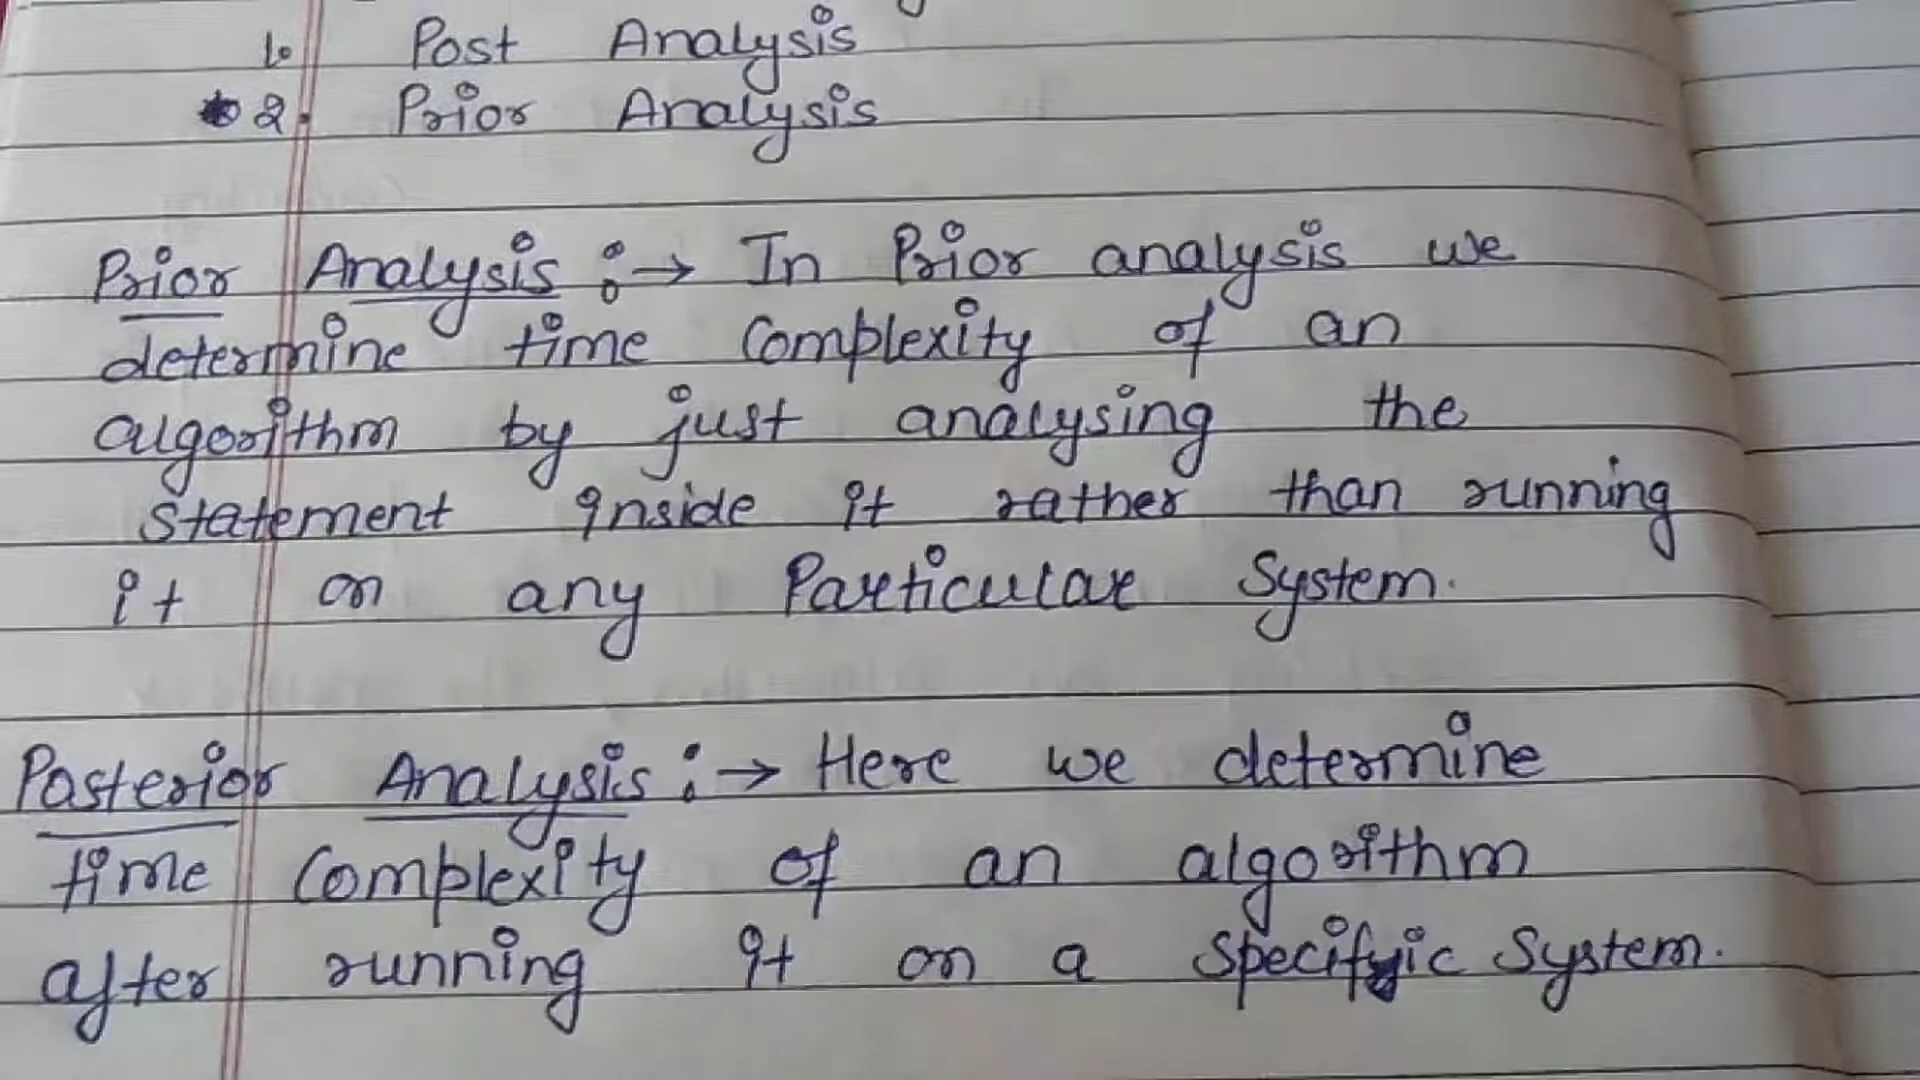 1. Post Analysis
2. Prior Analysis
Prior Analysis :→ In Prior analysis we
determine time Complexity of an
algorithm by just analysing the
statement inside it rather than running
it on any Particular System.
Posterior Analysis :→ Here we determine
time Complexity of an algorithm
after running it on a specific System.